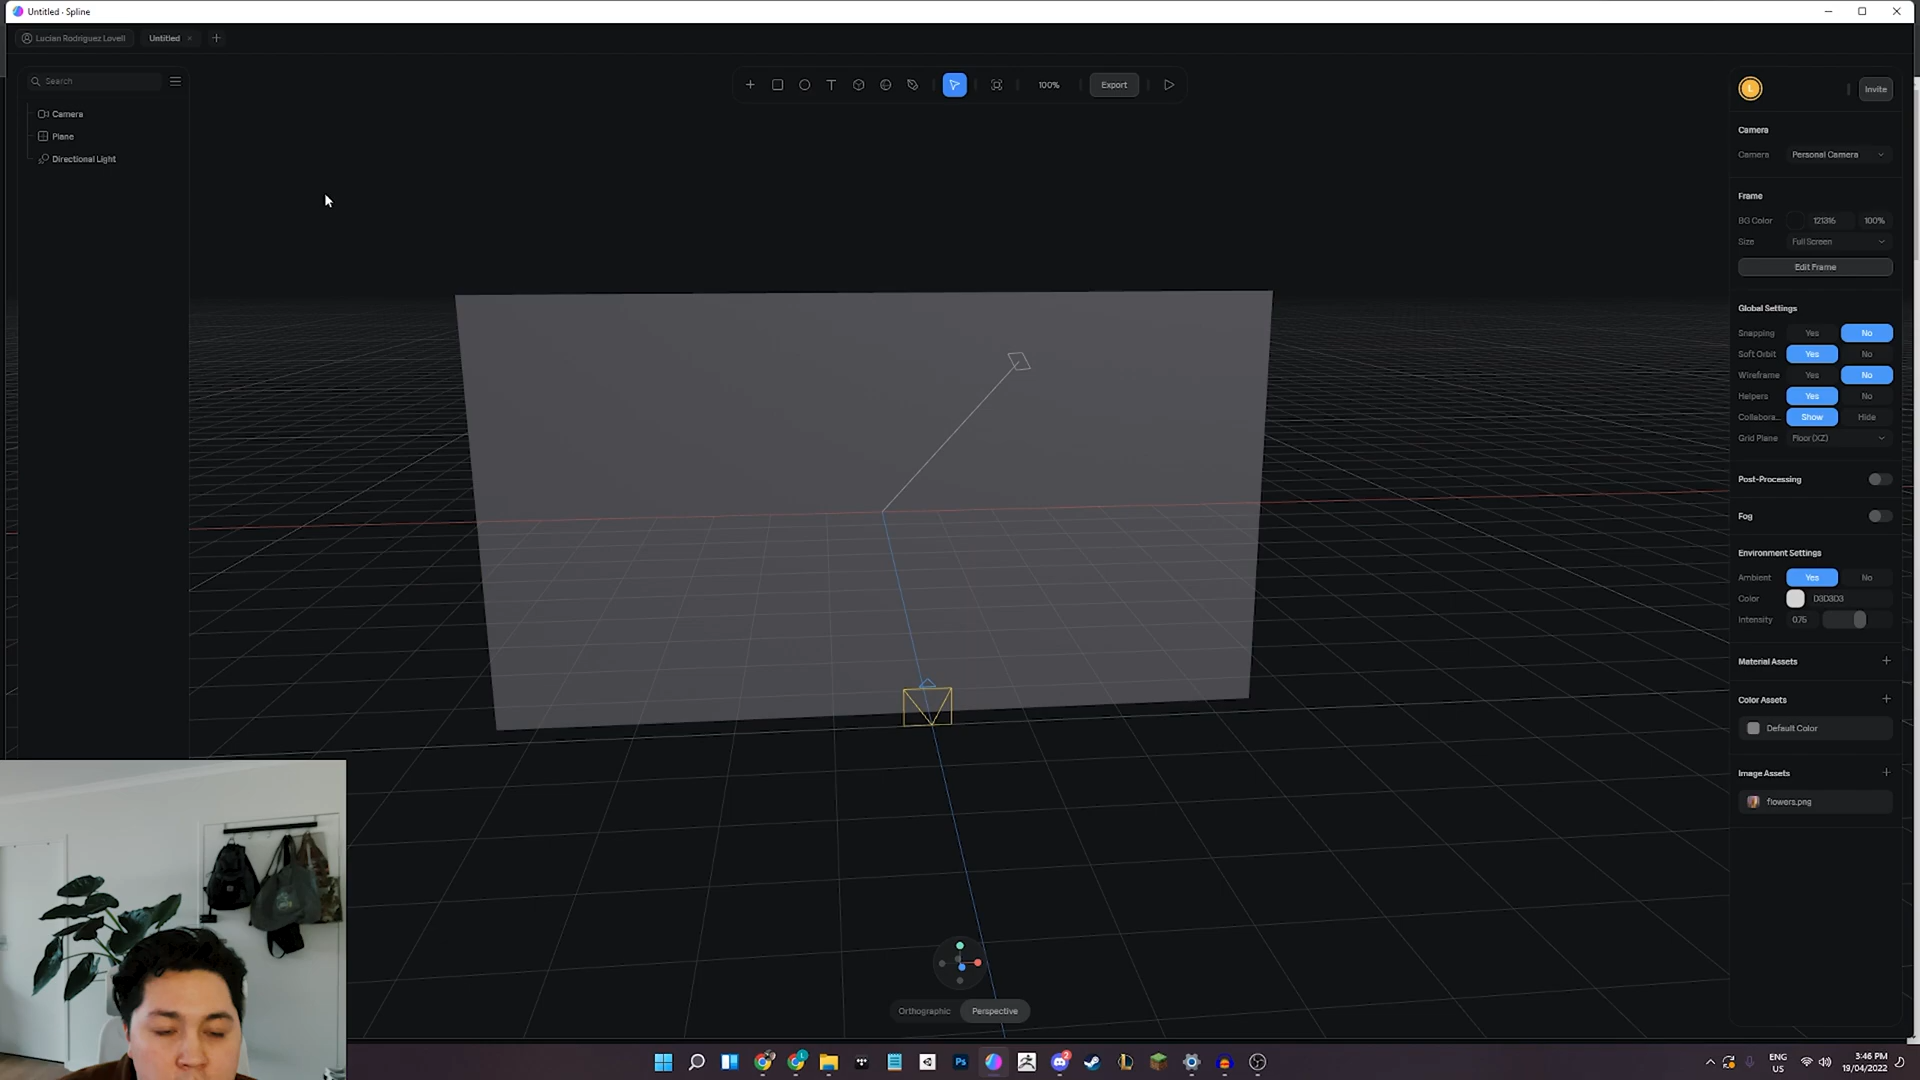 Untitled - Spline
Lucian Rodriguez Lovell
Untitled
Search
100%
Export
Invite
Camera
Plane
Directional Light
Camera
Camera
Personal Camera
Frame
BG Color
121316
100%
Size
Full Screen
Edit Frame
Global Settings
Snapping
Yes
No
Soft Orbit
Yes
No
Wireframe
Yes
No
Helpers
Yes
No
Collabora...
Show
Hide
Grid Plane
Floor (XZ)
Post-Processing
Fog
Environment Settings
Ambient
Yes
No
Color
D3D3D3
Intensity
0.75
Material Assets
Color Assets
Default Color
Image Assets
flowers.png
Orthographic
Perspective
Ps
2
ENG
US
3:46 PM
19/04/2022